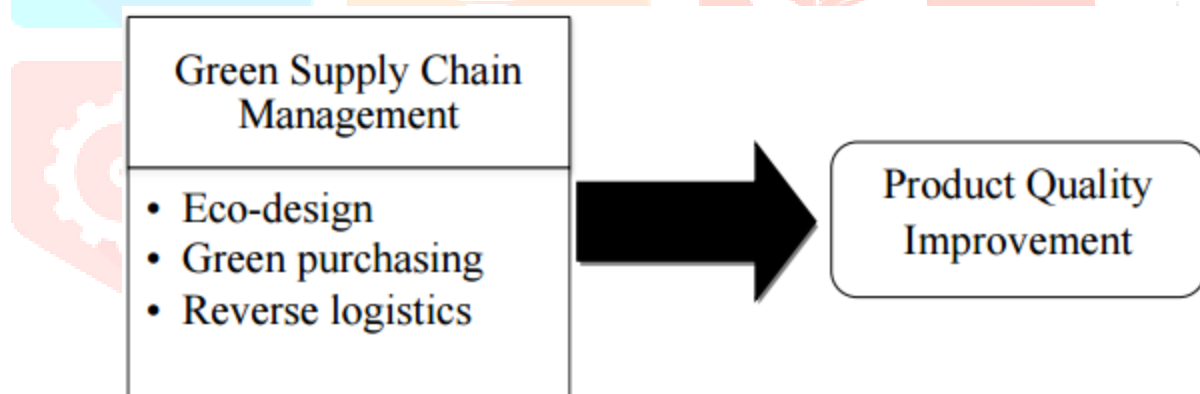 Green Supply Chain
Management
• Eco-design
• Green purchasing
• Reverse logistics
Product Quality
Improvement